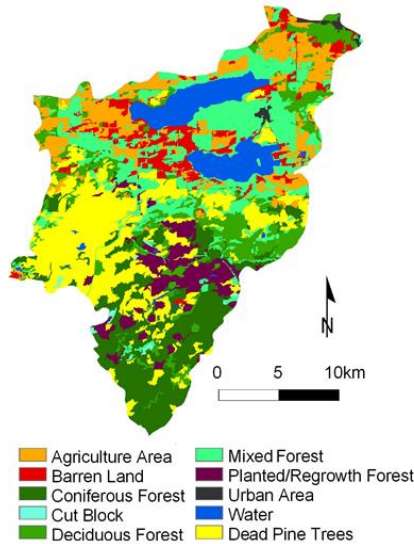 N
0 5 10km
Agriculture Area
Barren Land
Coniferous Forest
Cut Block
Deciduous Forest
Mixed Forest
Planted/Regrowth Forest
Urban Area
Water
Dead Pine Trees